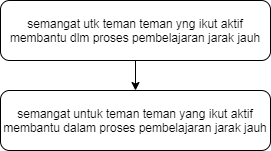 semangat utk teman teman yng ikut aktif
membantu dlm proses pembelajaran jarak jauh
semangat untuk teman teman yang ikut aktif
membantu dalam proses pembelajaran jarak jauh